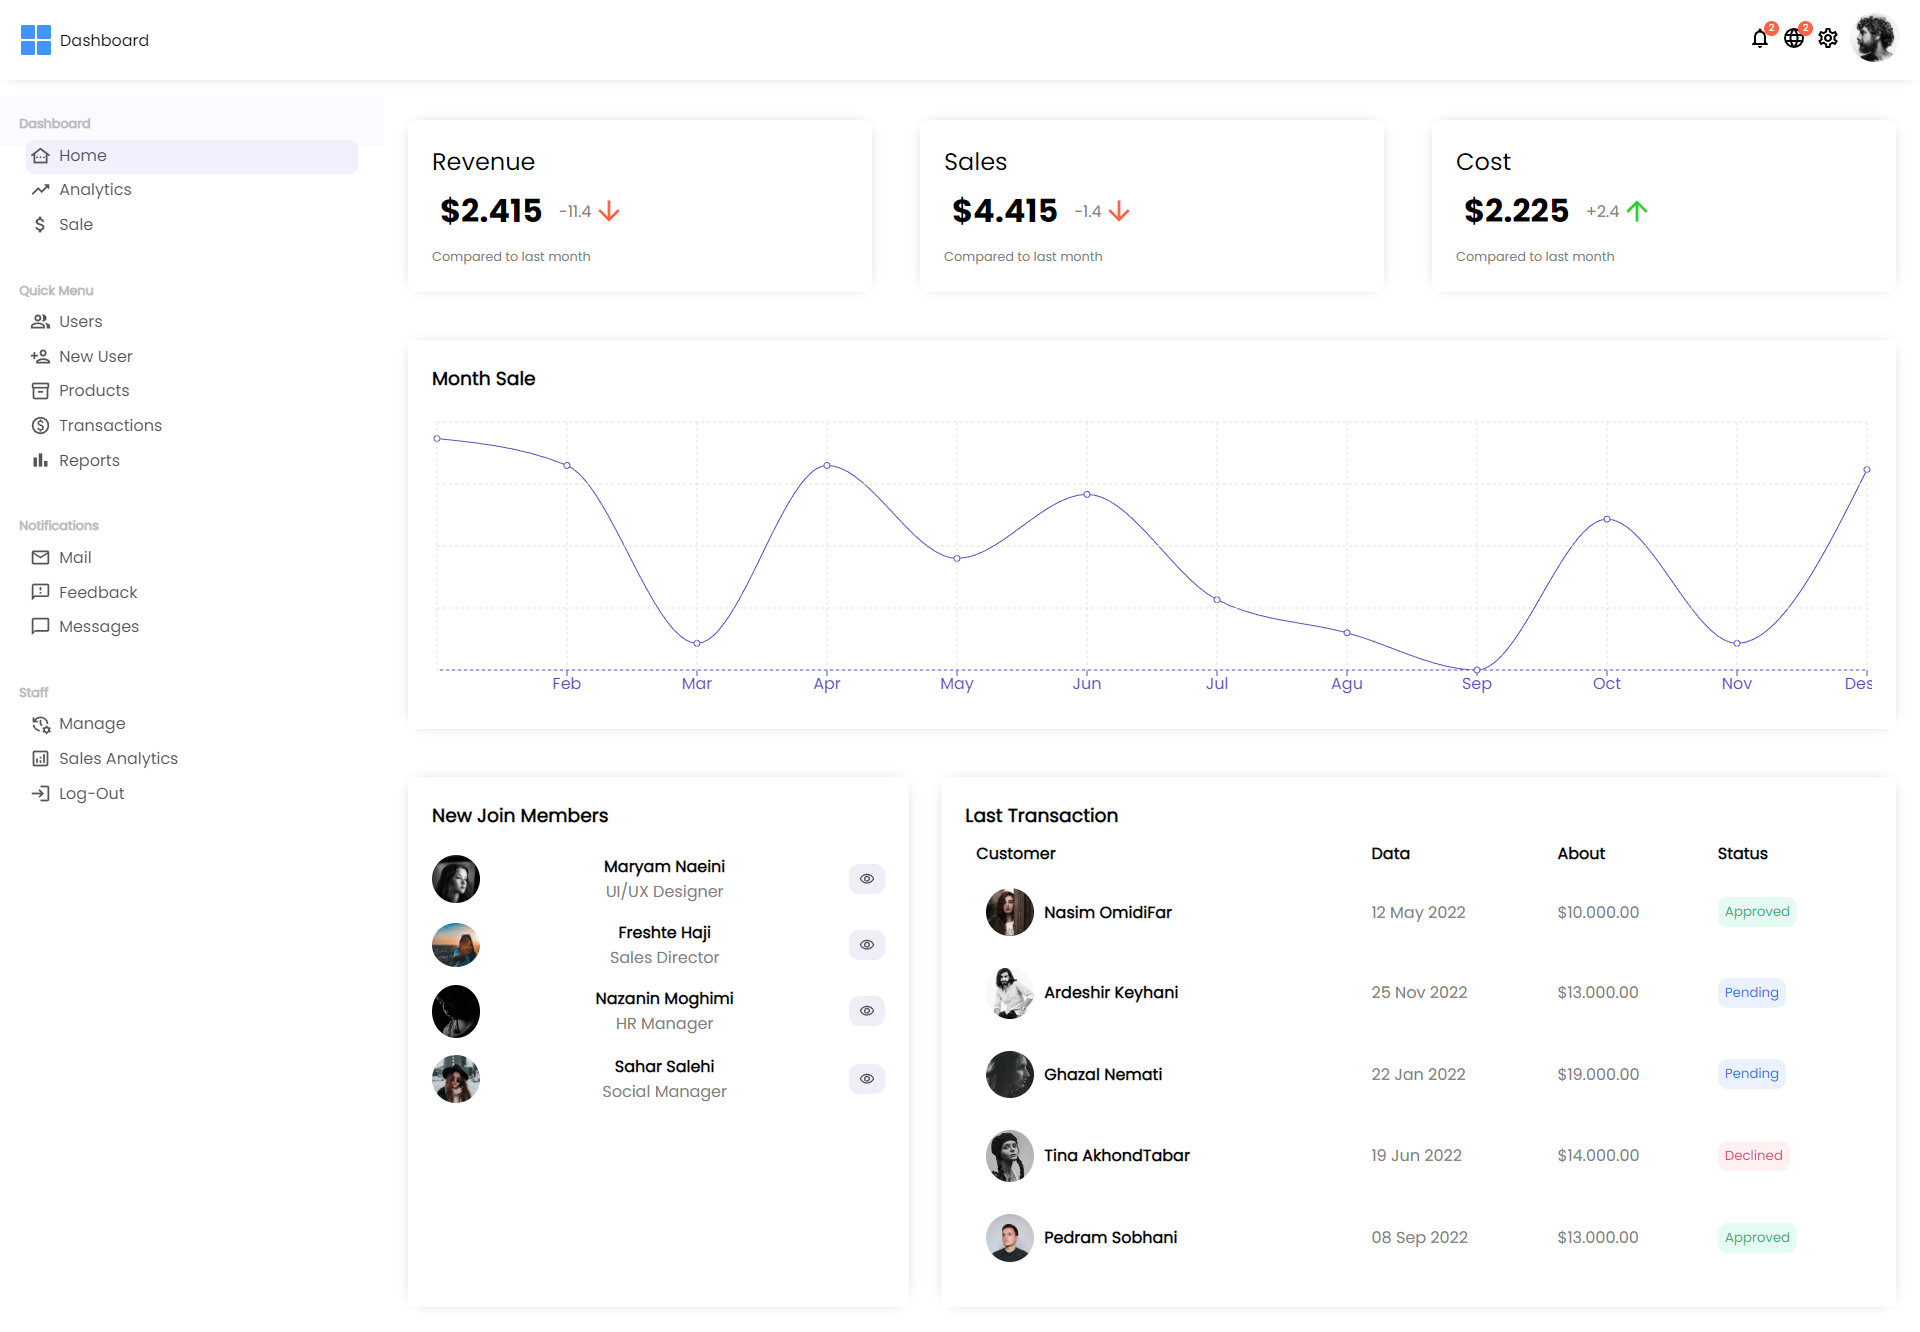 Dashboard
2
2
Dashboard
Home
Analytics
Sale
Quick Menu
Users
New User
Products
Transactions
Reports
Notifications
Mail
Feedback
Messages
Staff
Manage
Sales Analytics
Log-Out
Revenue
$2.415 -11.4
Compared to last month
Sales
$4.415 -1.4
Compared to last month
Cost
$2.225 +2.4
Compared to last month
Month Sale
Feb Mar Apr May Jun Jul Agu Sep Oct Nov Des
New Join Members
Maryam Naeini
UI/UX Designer
Freshte Haji
Sales Director
Nazanin Moghimi
HR Manager
Sahar Salehi
Social Manager
Last Transaction
Customer Data About Status
Nasim OmidiFar 12 May 2022 $10.000.00 Approved
Ardeshir Keyhani 25 Nov 2022 $13.000.00 Pending
Ghazal Nemati 22 Jan 2022 $19.000.00 Pending
Tina AkhondTabar 19 Jun 2022 $14.000.00 Declined
Pedram Sobhani 08 Sep 2022 $13.000.00 Approved